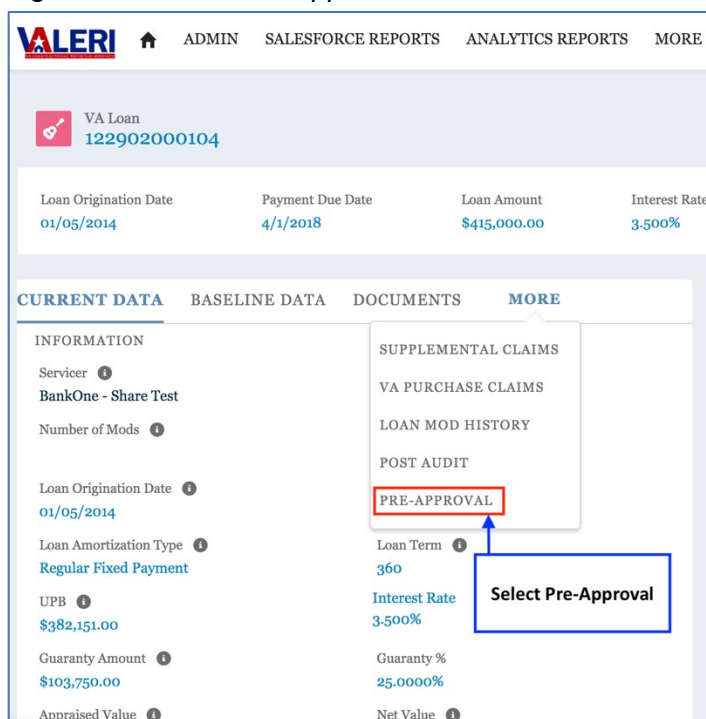 VALERI ADMIN SALESFORCE REPORTS ANALYTICS REPORTS MORE
VA Loan
122902000104
Loan Origination Date Payment Due Date Loan Amount Interest Rate
01/05/2014 4/1/2018 $415,000.00 3.500%
CURRENT DATA BASELINE DATA DOCUMENTS MORE
INFORMATION
SUPPLEMENTAL CLAIMS
Servicer
BankOne - Share Test
VA PURCHASE CLAIMS
Number of Mods
LOAN MOD HISTORY
POST AUDIT
Loan Origination Date
PRE-APPROVAL
01/05/2014
Loan Amortization Type Loan Term
Regular Fixed Payment 360
Select Pre-Approval
UPB Interest Rate
$382,151.00 3.500%
Guaranty Amount Guaranty %
$103,750.00 25.0000%
Appraised Value Net Value